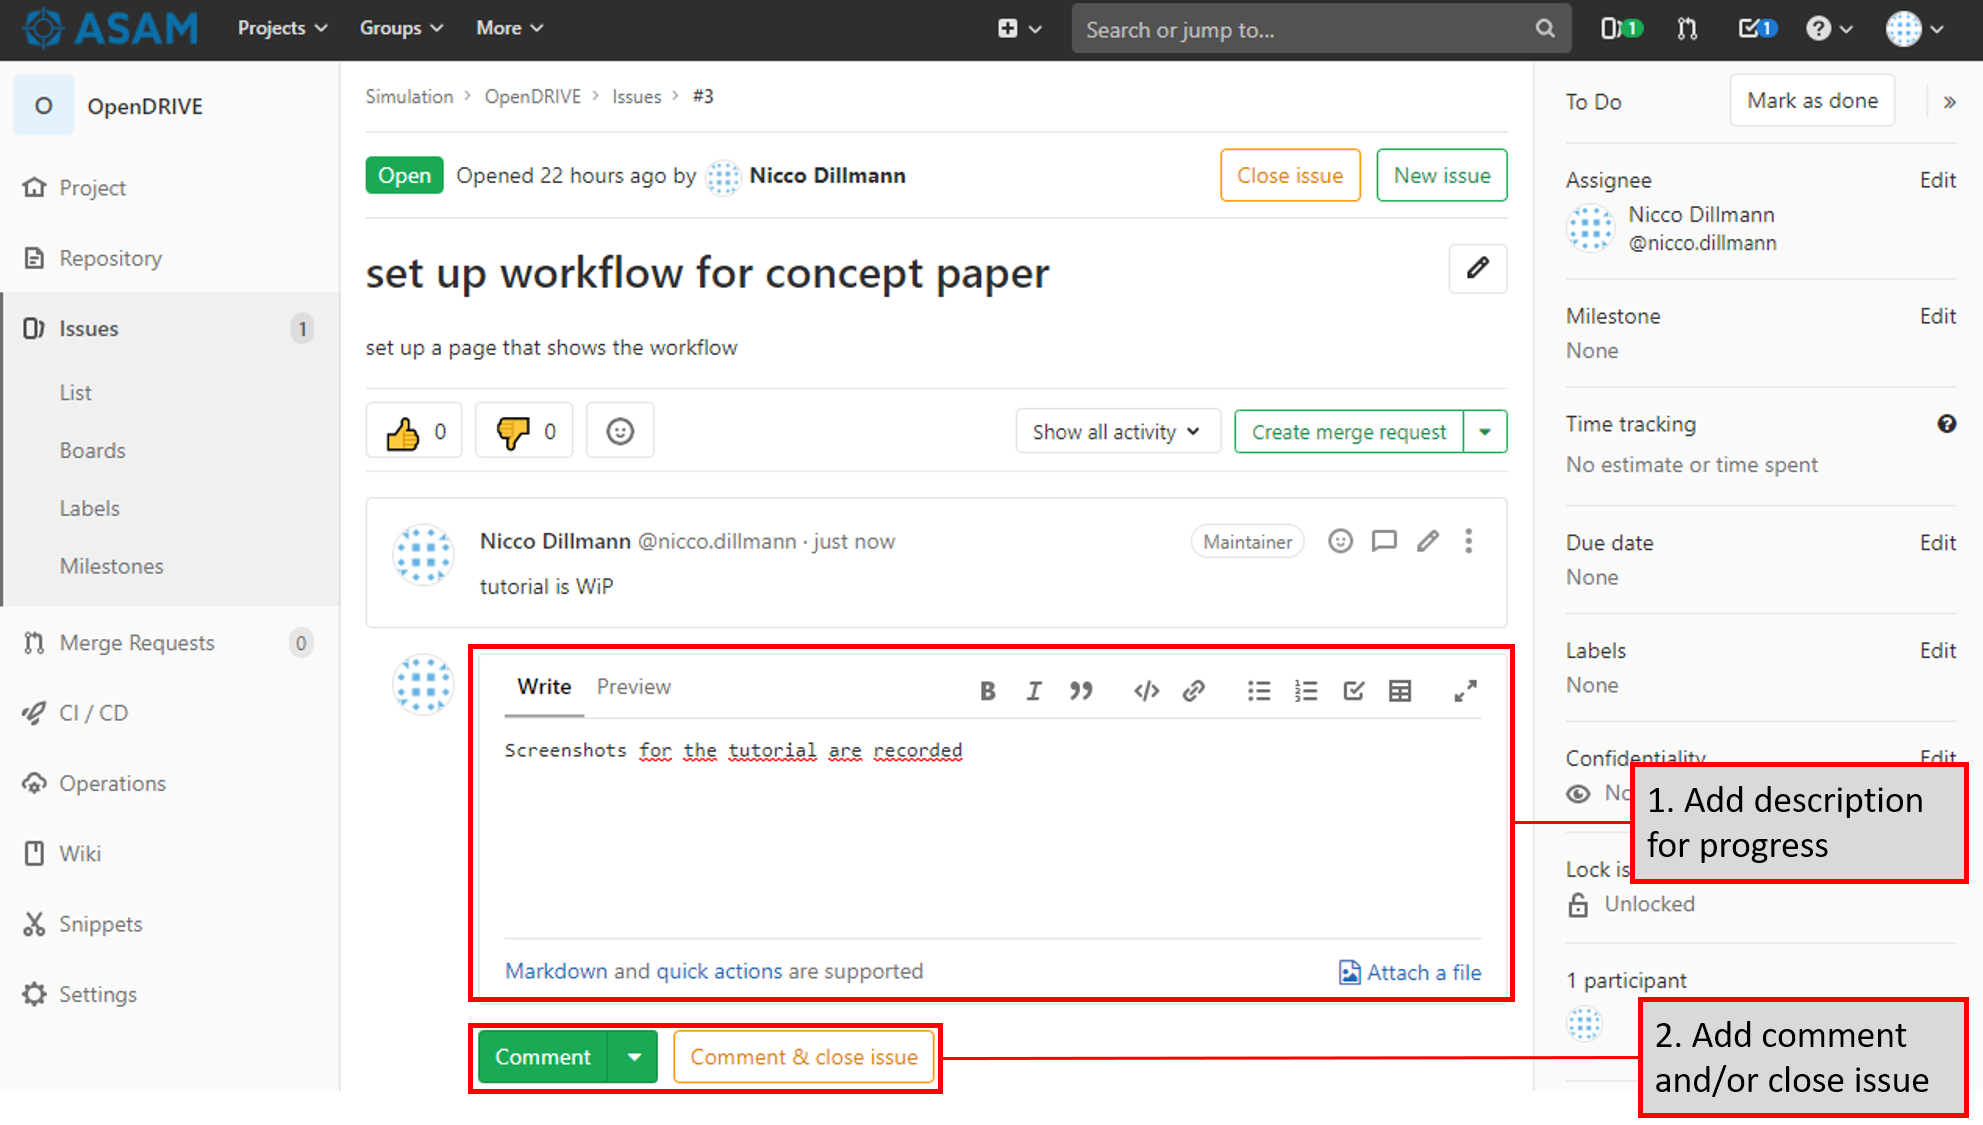 ASAM Projects Groups More Search or jump to... 1 1
O OpenDRIVE
Project
Repository
Issues 1
List
Boards
Labels
Milestones
Merge Requests 0
CI / CD
Operations
Wiki
Snippets
Settings
Simulation > OpenDRIVE > Issues > #3
Open Opened 22 hours ago by Nicco Dillmann Close issue New issue
set up workflow for concept paper
set up a page that shows the workflow
0 0 Show all activity Create merge request
Nicco Dillmann @nicco.dillmann · just now Maintainer
tutorial is WiP
Write Preview
Screenshots for the tutorial are recorded
Markdown and quick actions are supported Attach a file
Comment Comment & close issue
To Do Mark as done »
Assignee Edit
Nicco Dillmann
@nicco.dillmann
Milestone Edit
None
Time tracking
No estimate or time spent
Due date Edit
None
Labels Edit
None
Confidentiality Edit
1. Add description
for progress
Lock
Unlocked
1 participant
2. Add comment
and/or close issue